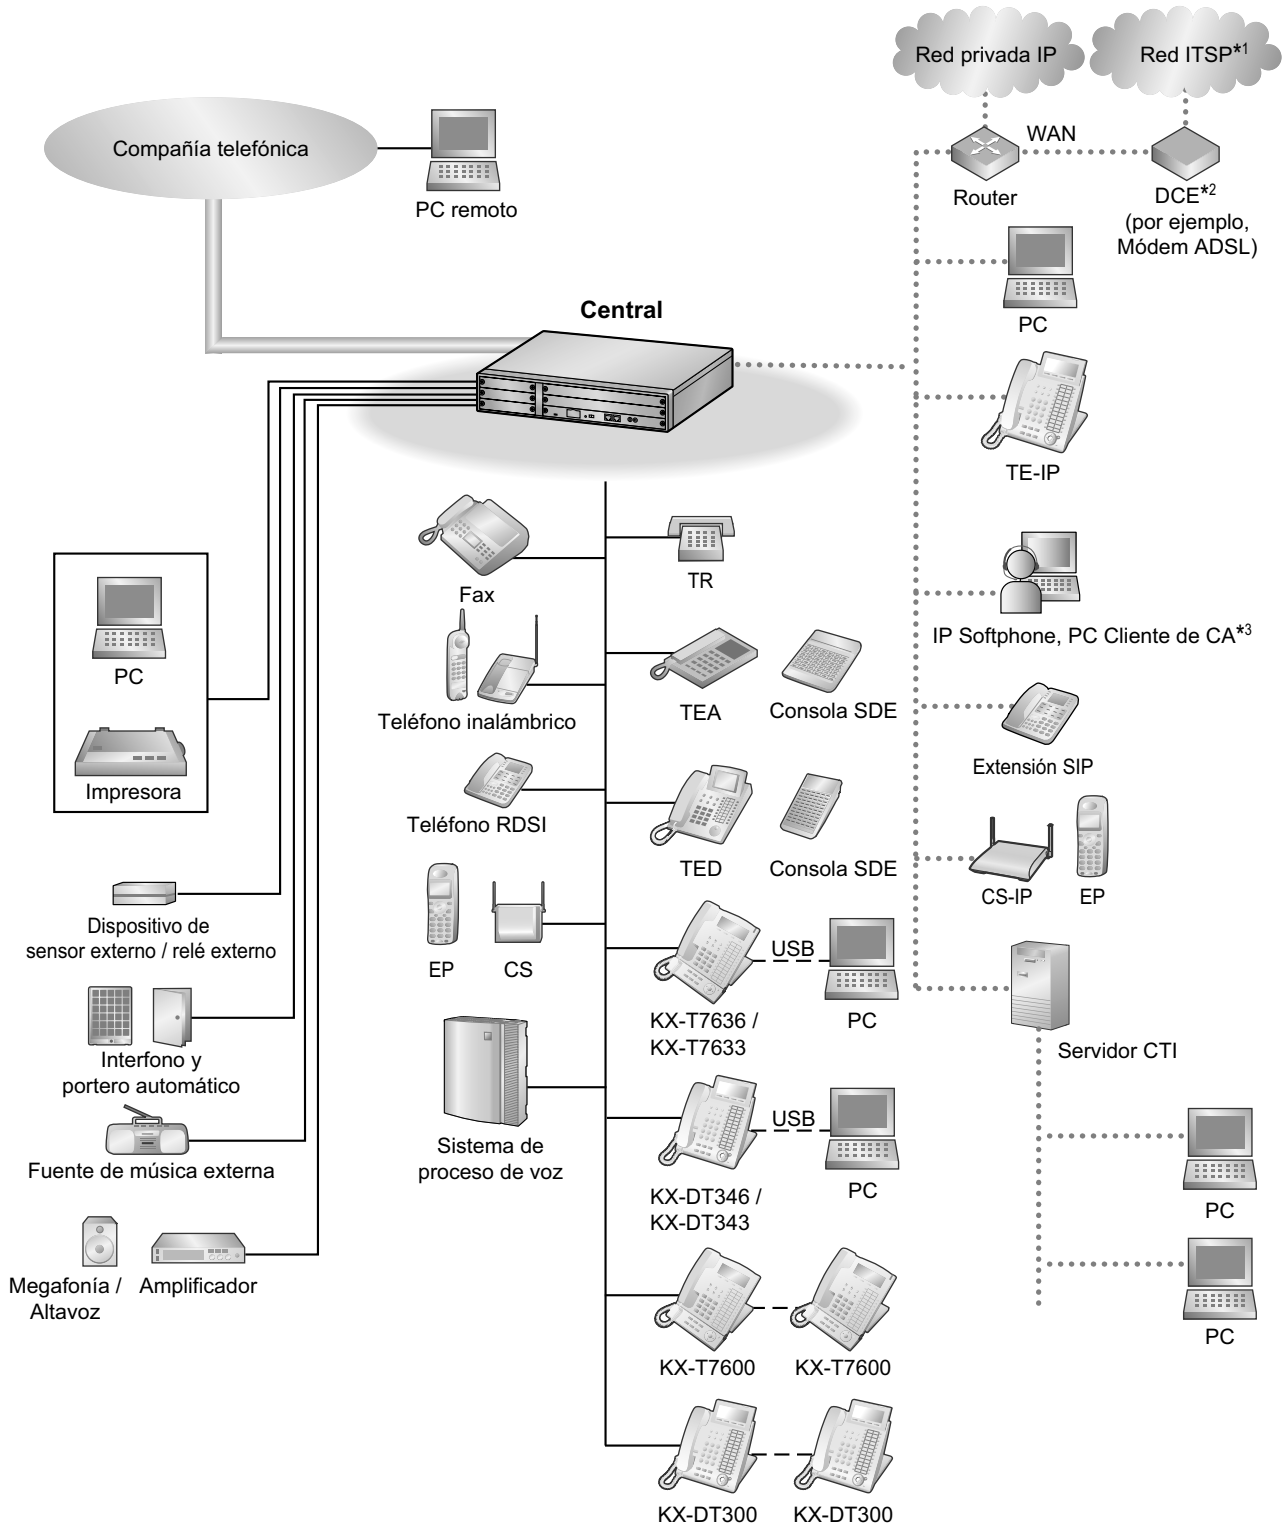 Red privada IP
Red ITSP*1
Compañía telefónica
PC remoto
WAN
Router
DCE*2
(por ejemplo,
Módem ADSL)
PC
Central
TE-IP
Fax
TR
IP Softphone, PC Cliente de CA*3
PC
Impresora
Teléfono inalámbrico
TEA
Consola SDE
Extensión SIP
Teléfono RDSI
TED
Consola SDE
CS-IP
EP
Dispositivo de
sensor externo / relé externo
EP
CS
USB
KX-T7636 /
KX-T7633
PC
Servidor CTI
Interfono y
portero automático
Sistema de
proceso de voz
USB
KX-DT346 /
KX-DT343
PC
Fuente de música externa
PC
Megafonía /
Altavoz
Amplificador
PC
KX-T7600
KX-T7600
KX-DT300
KX-DT300